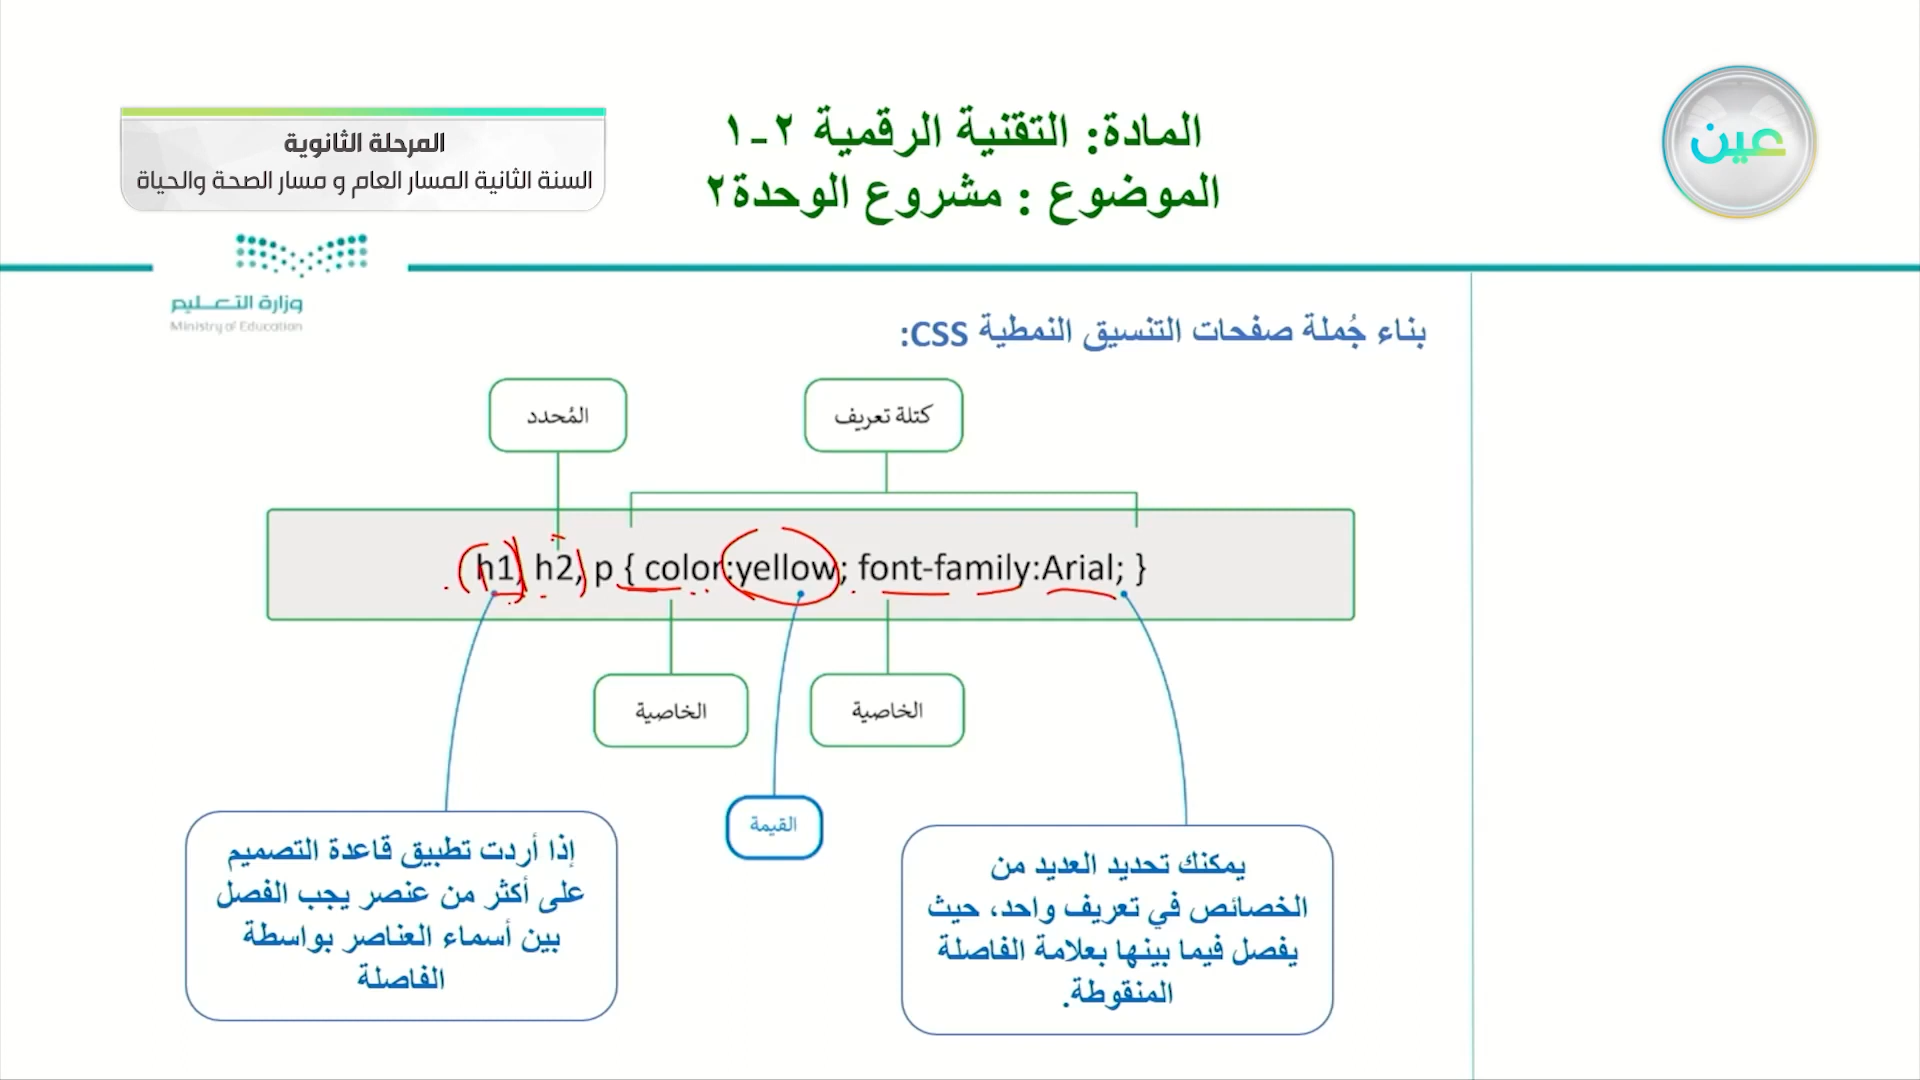 عين
المادة: التقنية الرقمية ٢-١
الموضوع : مشروع الوحدة٢
المرحلة الثانوية
السنة الثانية المسار العام و مسار الصحة والحياة
وزارة التعـــليم
Ministry of Education
بناء جُملة صفحات التنسيق النمطية CSS:
كتلة تعريف
المُحدد
h1, h2, p { color:yellow; font-family:Arial; }
الخاصية
الخاصية
القيمة
يمكنك تحديد العديد من
الخصائص في تعريف واحد، حيث
يفصل فيما بينها بعلامة الفاصلة
المنقوطة.
إذا أردت تطبيق قاعدة التصميم
على أكثر من عنصر يجب الفصل
بين أسماء العناصر بواسطة
الفاصلة